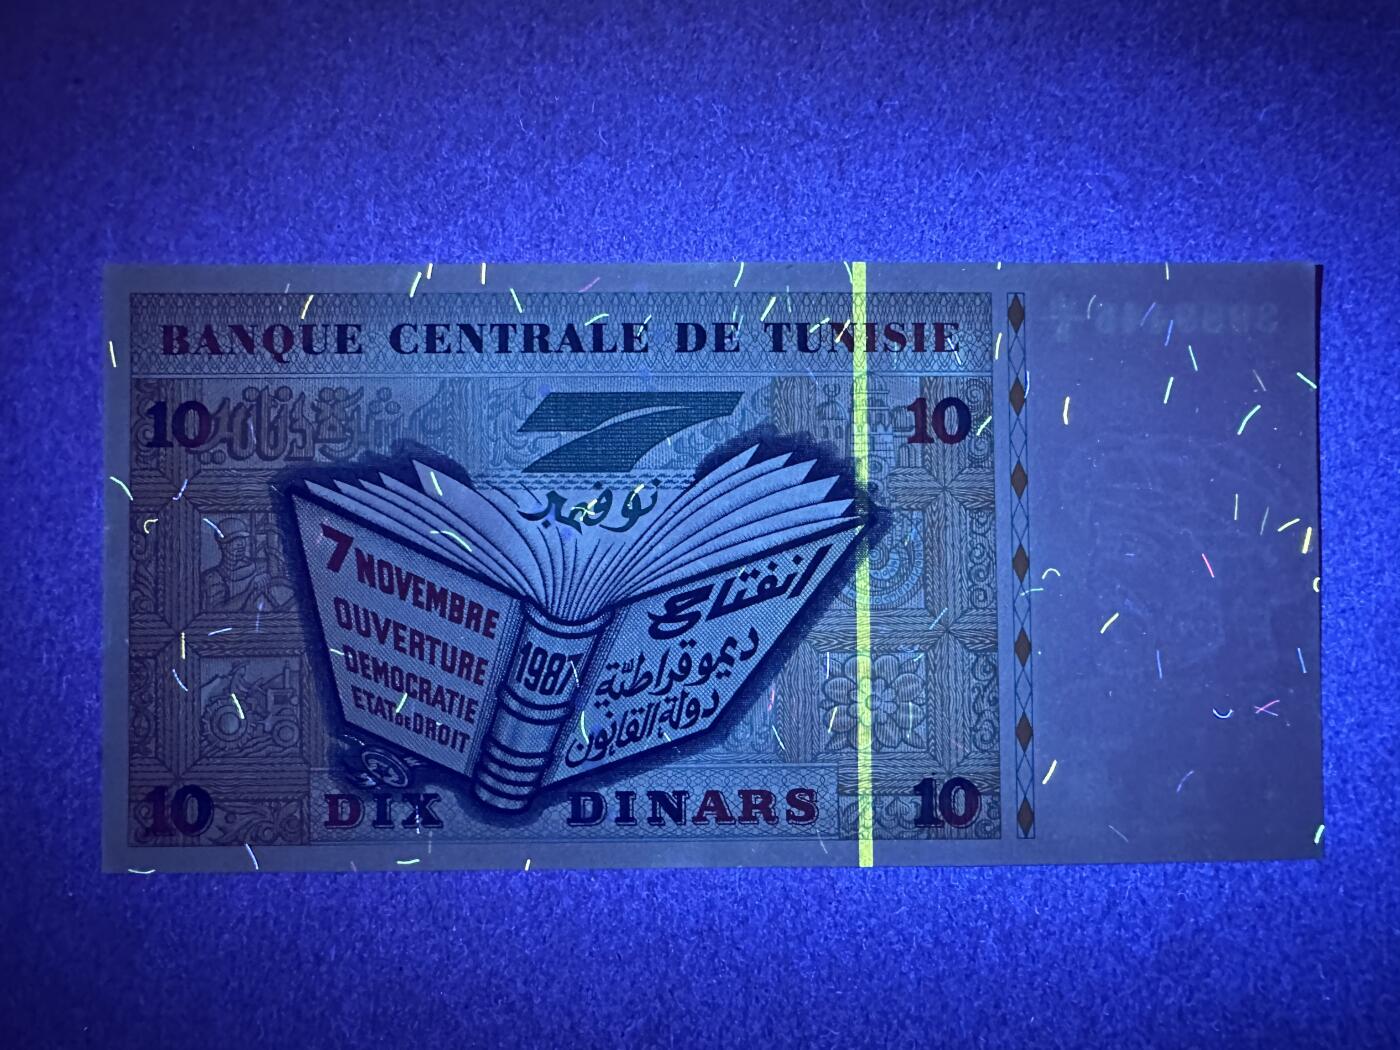 BANQUE CENTRALE DE TUNISIE
10
10
7
نوفمبر
7 NOVEMBRE
OUVERTURE
DEMOCRATIE
ETAT DE DROIT
1987
انفتاح
ديموقراطيّة
دولة القانون
10
DIX DINARS
10